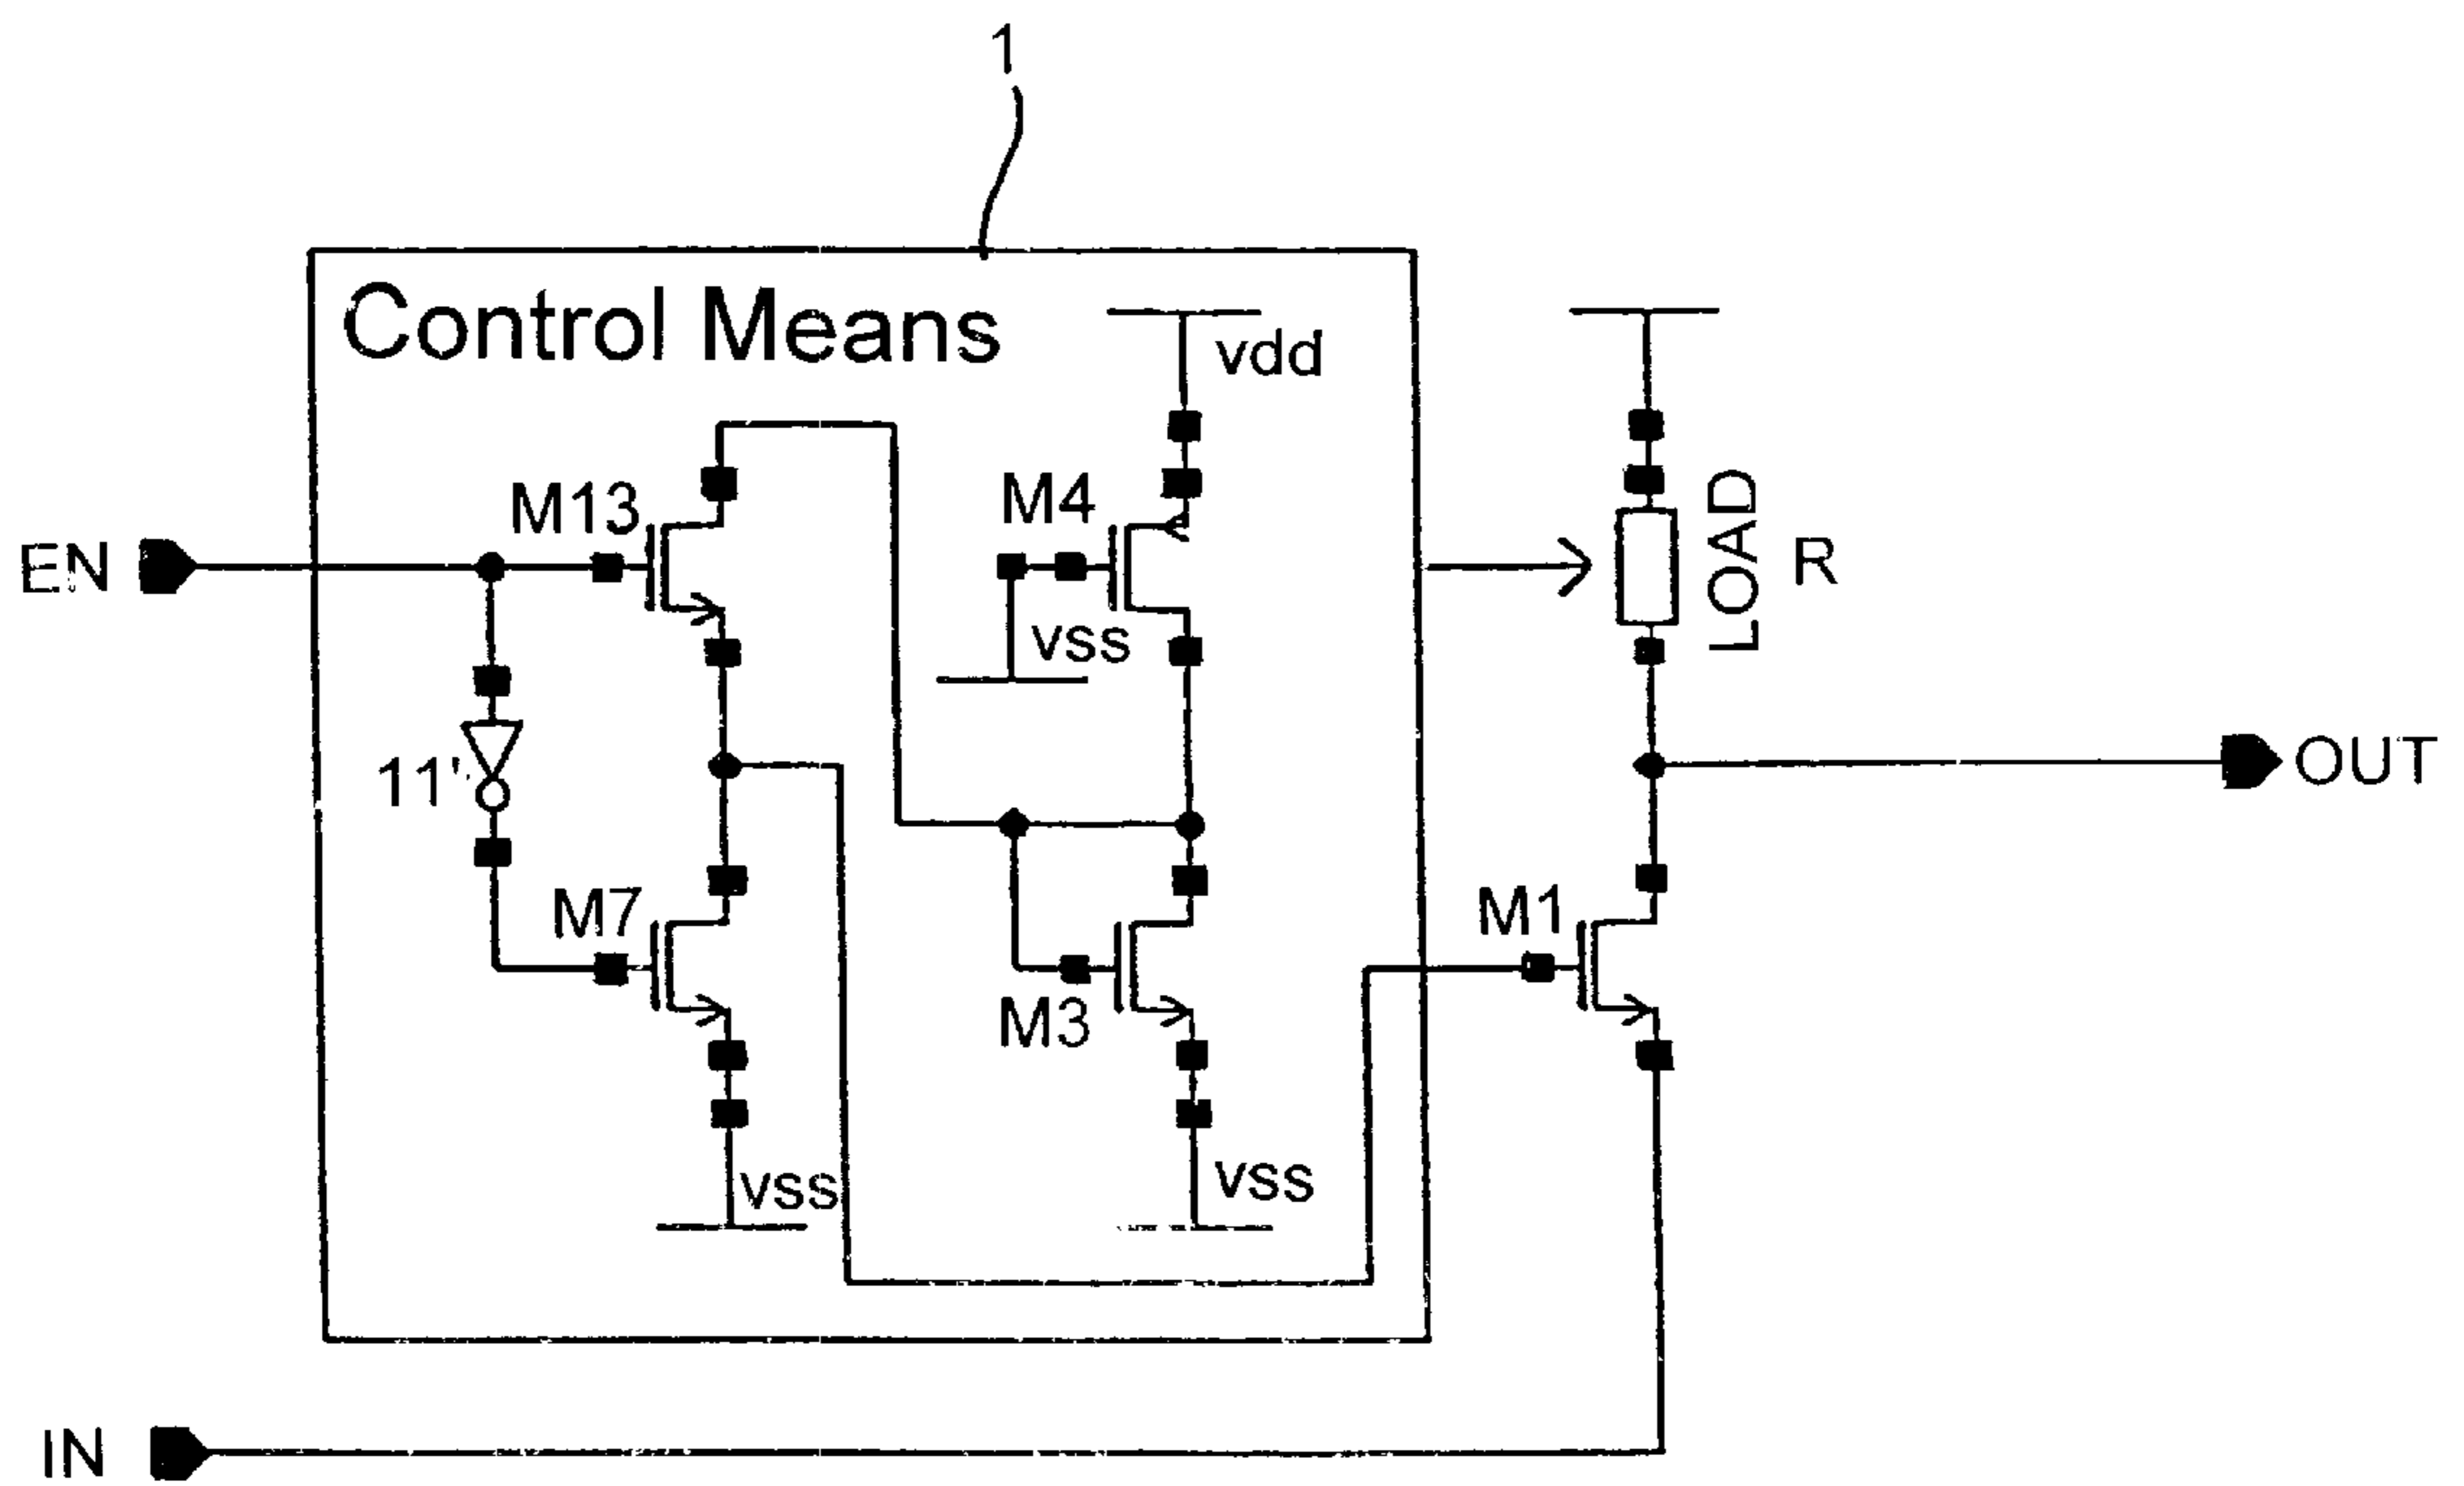 1
Control Means
vdd
M13
M4
EN
LOAD
R
vss
11'
OUT
M7
M1
M3
vss
vss
IN